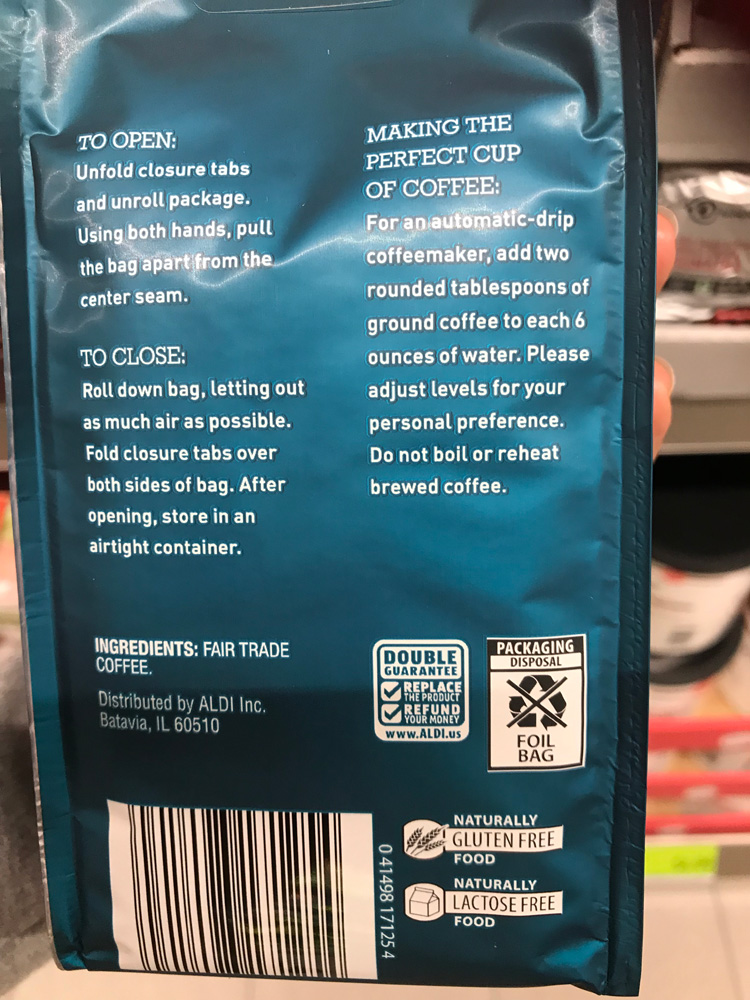 TO OPEN:
Unfold closure tabs
and unroll package.
Using both hands, pull
the bag apart from the
center seam.
TO CLOSE:
Roll down bag, letting out
as much air as possible.
Fold closure tabs over
both sides of bag. After
opening, store in an
airtight container.
MAKING THE
PERFECT CUP
OF COFFEE:
For an automatic-drip
coffeemaker, add two
rounded tablespoons of
ground coffee to each 6
ounces of water. Please
adjust levels for your
personal preference.
Do not boil or reheat
brewed coffee.
INGREDIENTS: FAIR TRADE
COFFEE.
Distributed by ALDI Inc.
Batavia, IL 60510
DOUBLE
GUARANTEE
REPLACE
THE PRODUCT
REFUND
YOUR MONEY
www.ALDI.us
PACKAGING
DISPOSAL
FOIL
BAG
0 41498 17125 4
NATURALLY
GLUTEN FREE
FOOD
NATURALLY
LACTOSE FREE
FOOD